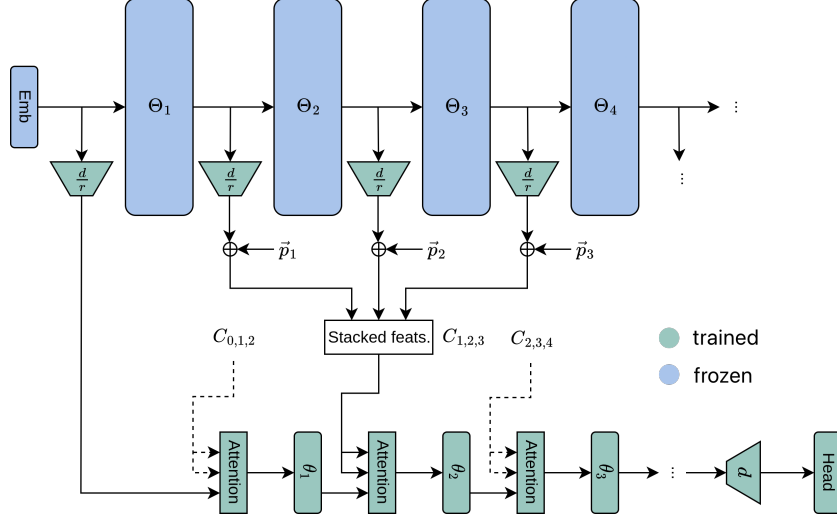 Emb
Θ₁
Θ₂
Θ₃
Θ₄
...
d/r
d/r
d/r
d/r
...
p⃗₁
p⃗₂
p⃗₃
C₀,₁,₂
Stacked feats.
C₁,₂,₃
C₂,₃,₄
trained
frozen
Attention
θ₁
Attention
θ₂
Attention
θ₃
...
d
Head